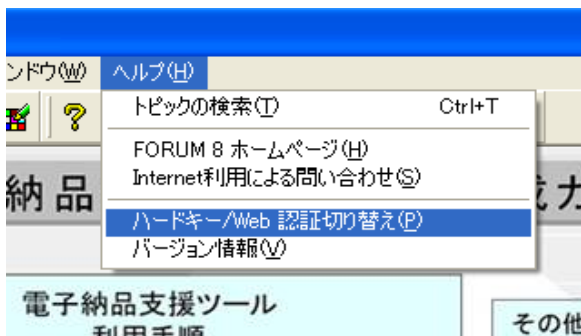 ンドウ(W) ヘルプ(H)
トピックの検索(T) Ctrl+T
FORUM 8 ホームページ(H)
Internet利用による問い合わせ(S)
納品
ハードキー/Web 認証切り替え(P)
バージョン情報(V)
電子納品支援ツール
利用手順
その他